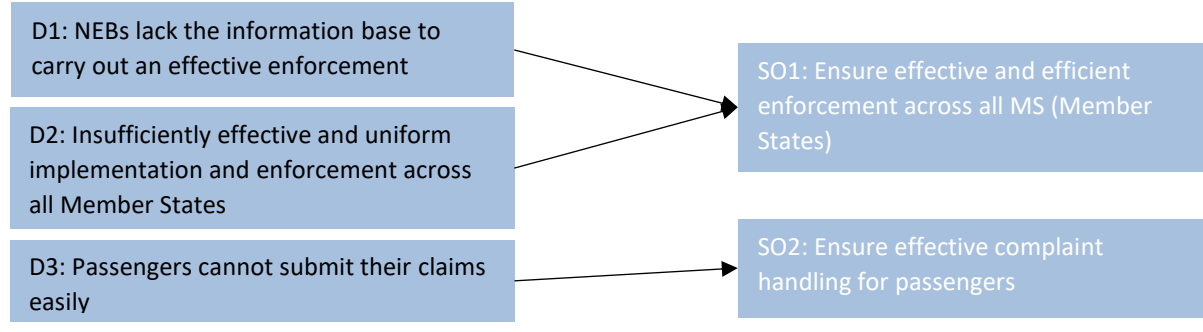 D1: NEBs lack the information base to
carry out an effective enforcement
D2: Insufficiently effective and uniform
implementation and enforcement across
all Member States
D3: Passengers cannot submit their claims
easily
SO1: Ensure effective and efficient
enforcement across all MS (Member
States)
SO2: Ensure effective complaint
handling for passengers